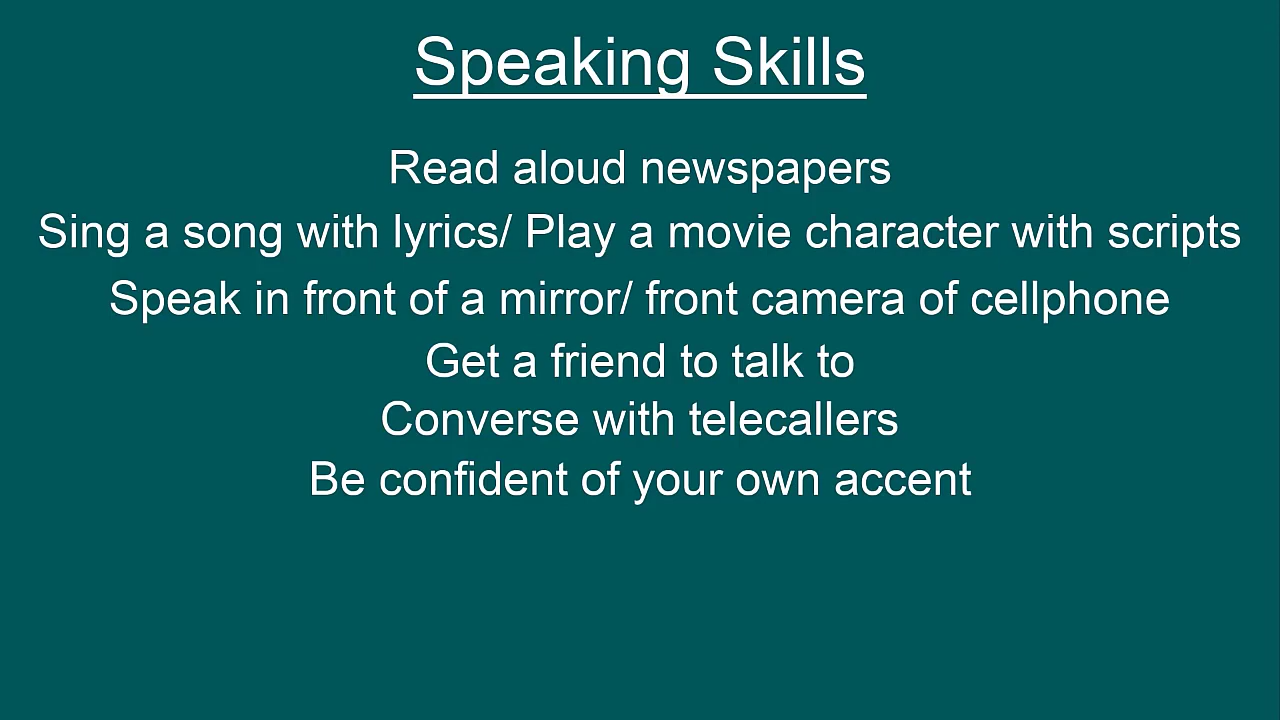 Speaking Skills
Read aloud newspapers
Sing a song with lyrics/ Play a movie character with scripts
Speak in front of a mirror/ front camera of cellphone
Get a friend to talk to
Converse with telecallers
Be confident of your own accent